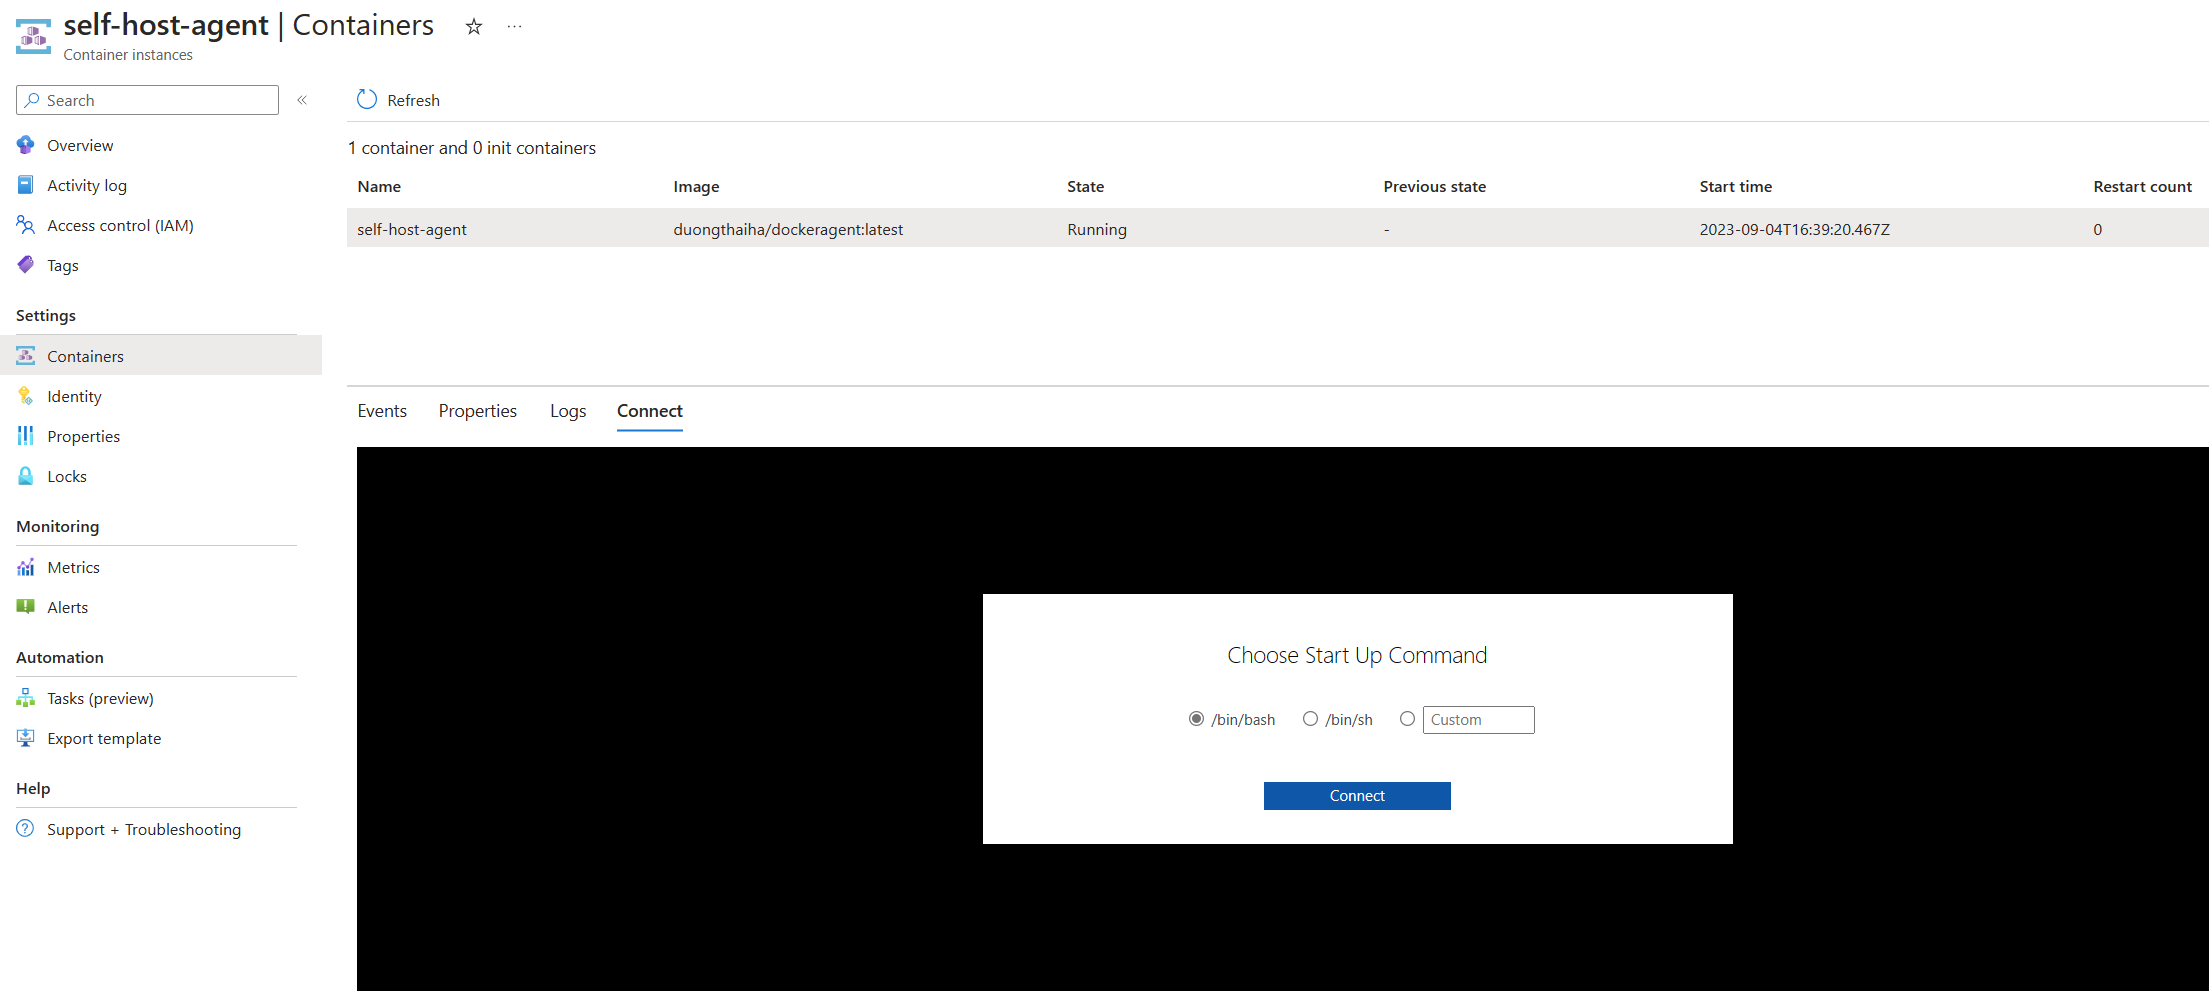 self-host-agent | Containers
Container instances
Search
Refresh
Overview
Activity log
Access control (IAM)
Tags
Settings
Containers
Identity
Properties
Locks
Monitoring
Metrics
Alerts
Automation
Tasks (preview)
Export template
Help
Support + Troubleshooting
1 container and 0 init containers
Name Image State Previous state Start time Restart count
self-host-agent duongthaiha/dockeragent:latest Running - 2023-09-04T16:39:20.467Z 0
Events Properties Logs Connect
Choose Start Up Command
/bin/bash /bin/sh Custom
Connect